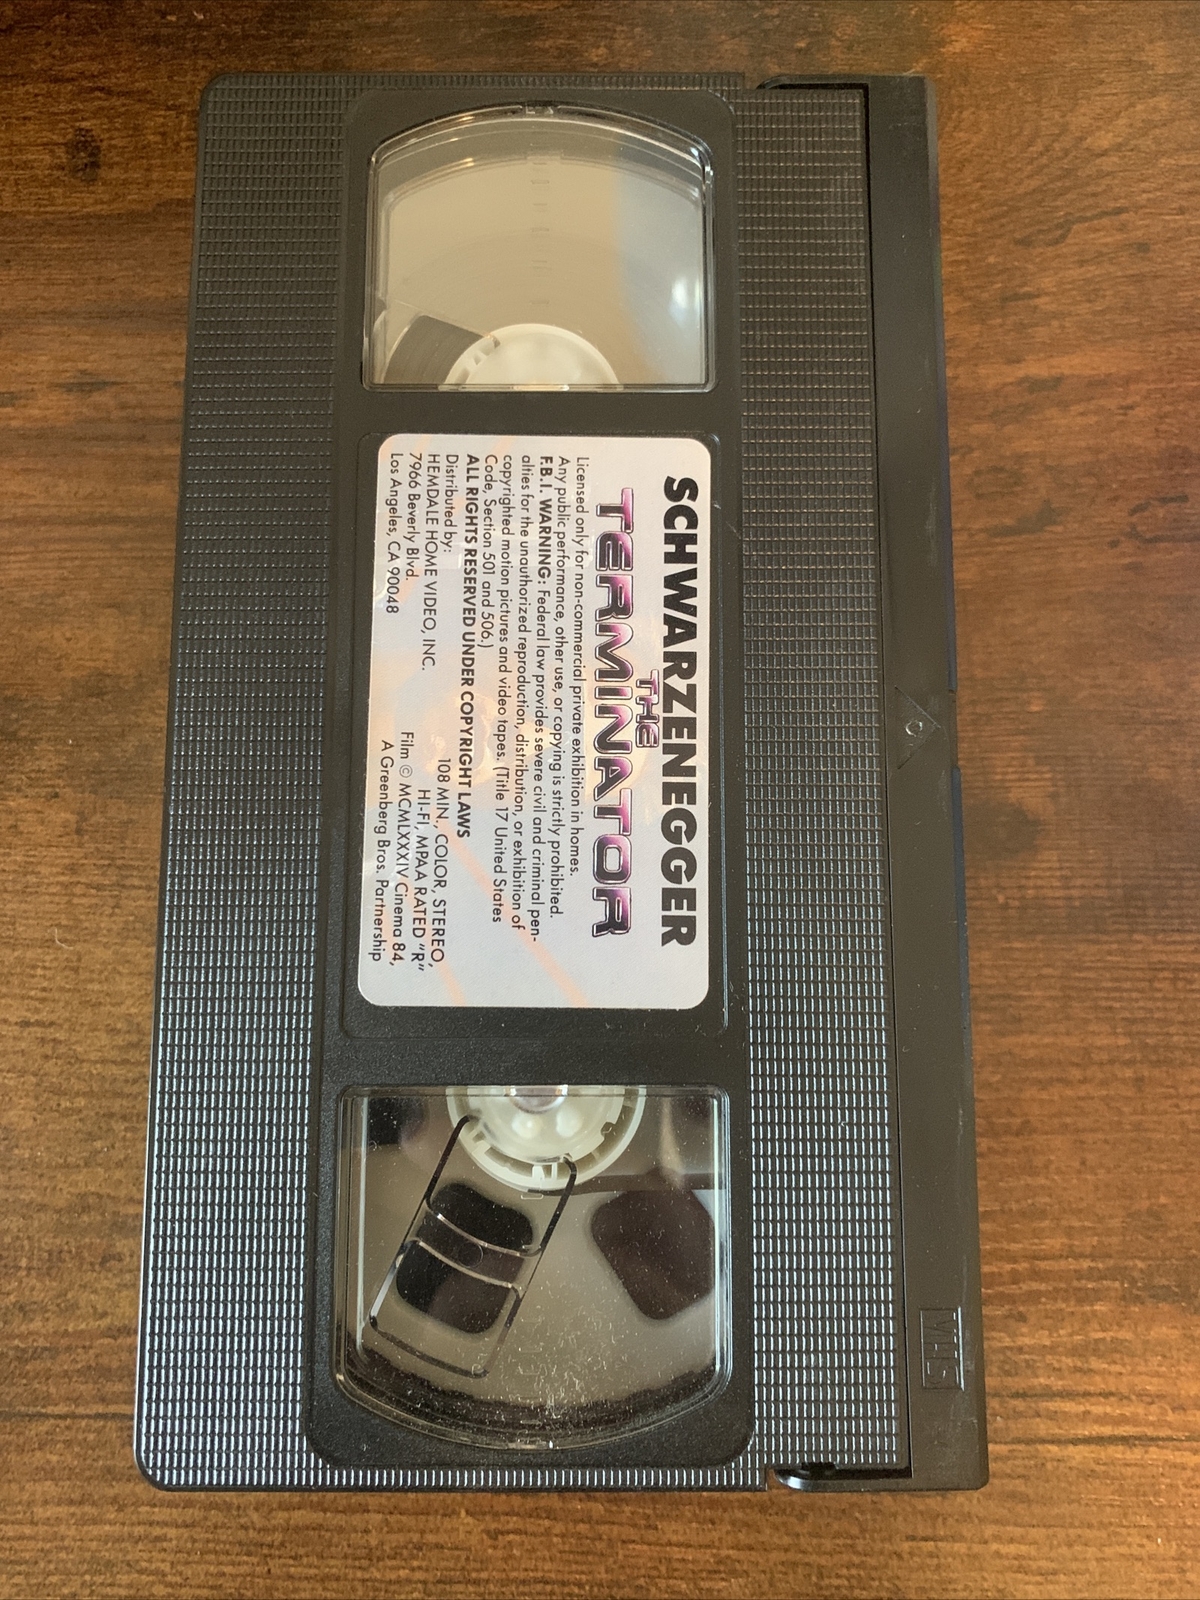 SCHWARZENEGGER
THE
TERMINATOR
Licensed only for non-commercial private exhibition in homes.
Any public performance, other use, or copying is strictly prohibited.
F.B.I. WARNING: Federal law provides severe civil and criminal pen-
alties for the unauthorized reproduction, distribution, or exhibition of
copyrighted motion pictures and video tapes. (Title 17 United States
Code, Section 501 and 506.)
ALL RIGHTS RESERVED UNDER COPYRIGHT LAWS
Distributed by:
HEMDALE HOME VIDEO, INC.
7966 Beverly Blvd.
Los Angeles, CA 90048
108 MIN., COLOR, STEREO,
HI-FI, MPAA RATED "R"
Film © MCMLXXXIV Cinema 84,
A Greenberg Bros. Partnership
VHS